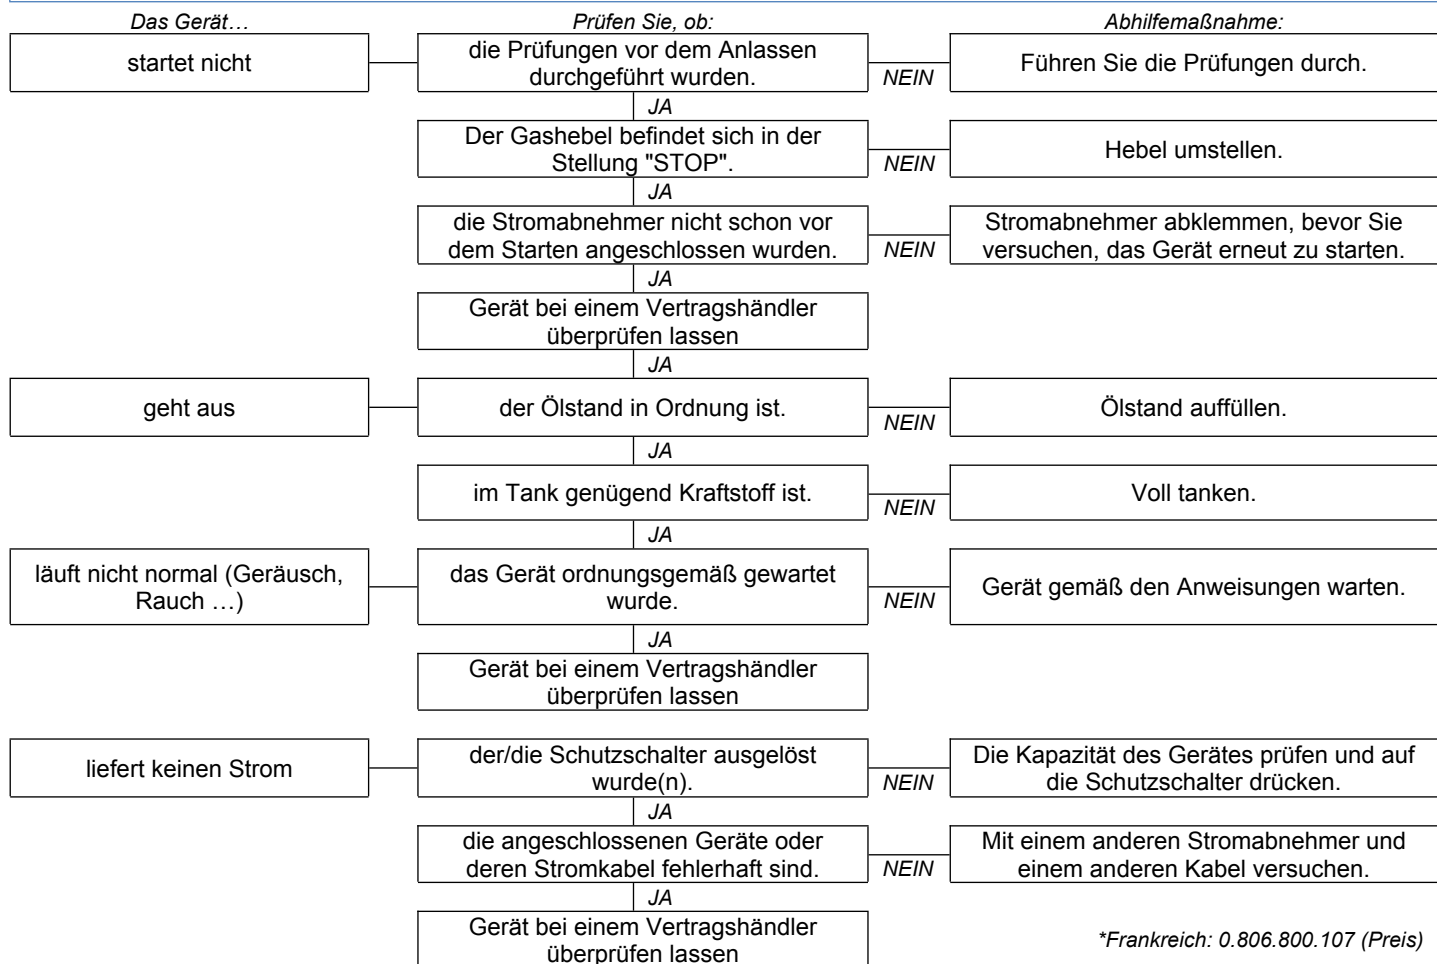 Das Gerät…
Prüfen Sie, ob:
Abhilfemaßnahme:
startet nicht
die Prüfungen vor dem Anlassen
durchgeführt wurden.
NEIN
Führen Sie die Prüfungen durch.
JA
Der Gashebel befindet sich in der
Stellung "STOP".
NEIN
Hebel umstellen.
JA
die Stromabnehmer nicht schon vor
dem Starten angeschlossen wurden.
NEIN
Stromabnehmer abklemmen, bevor Sie
versuchen, das Gerät erneut zu starten.
JA
Gerät bei einem Vertragshändler
überprüfen lassen
JA
geht aus
der Ölstand in Ordnung ist.
NEIN
Ölstand auffüllen.
JA
im Tank genügend Kraftstoff ist.
NEIN
Voll tanken.
JA
läuft nicht normal (Geräusch,
Rauch …)
das Gerät ordnungsgemäß gewartet
wurde.
NEIN
Gerät gemäß den Anweisungen warten.
JA
Gerät bei einem Vertragshändler
überprüfen lassen
liefert keinen Strom
der/die Schutzschalter ausgelöst
wurde(n).
NEIN
Die Kapazität des Gerätes prüfen und auf
die Schutzschalter drücken.
JA
die angeschlossenen Geräte oder
deren Stromkabel fehlerhaft sind.
NEIN
Mit einem anderen Stromabnehmer und
einem anderen Kabel versuchen.
JA
Gerät bei einem Vertragshändler
überprüfen lassen
*Frankreich: 0.806.800.107 (Preis)